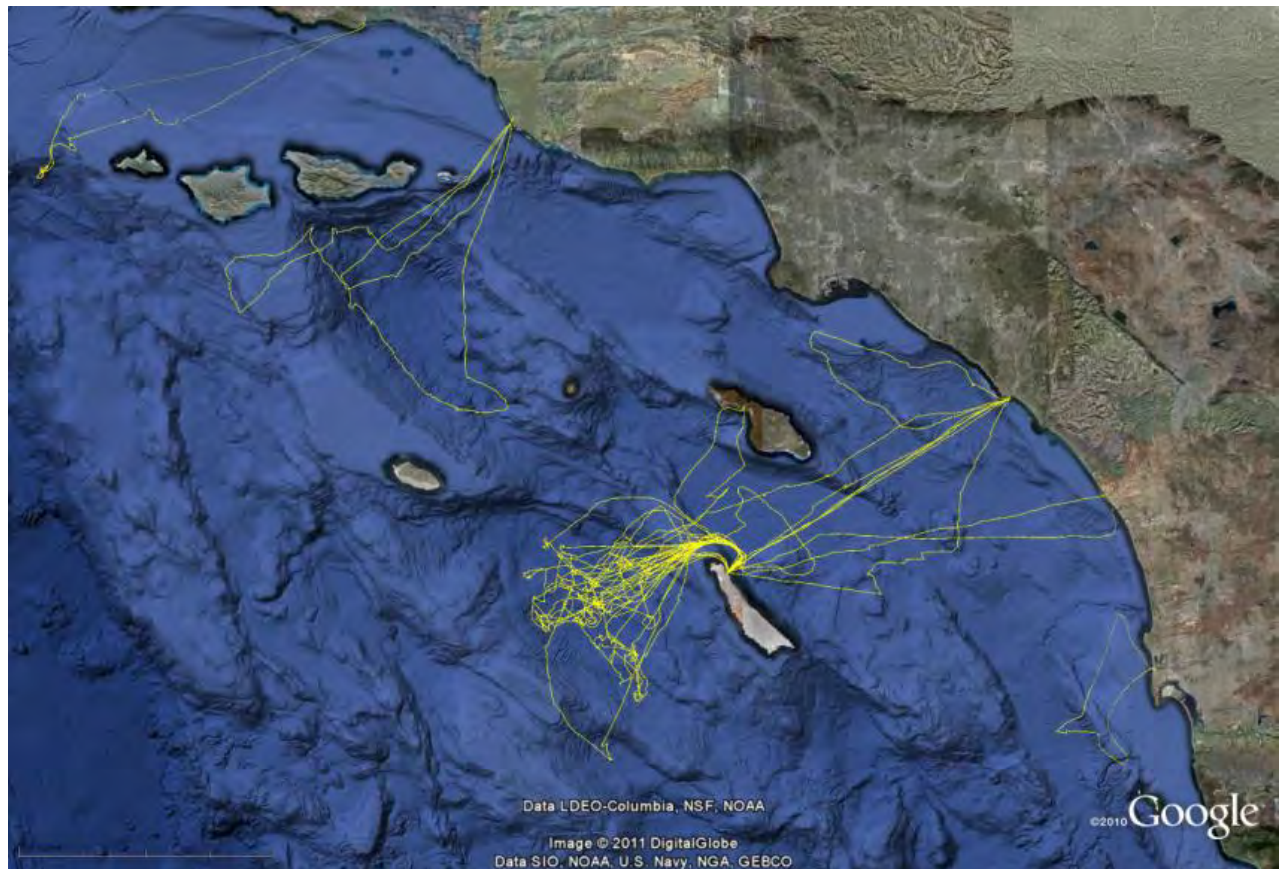 Data LDEO-Columbia, NSF, NOAA
©2010 Google
Image © 2011 DigitalGlobe
Data SIO, NOAA, U.S. Navy, NGA, GEBCO